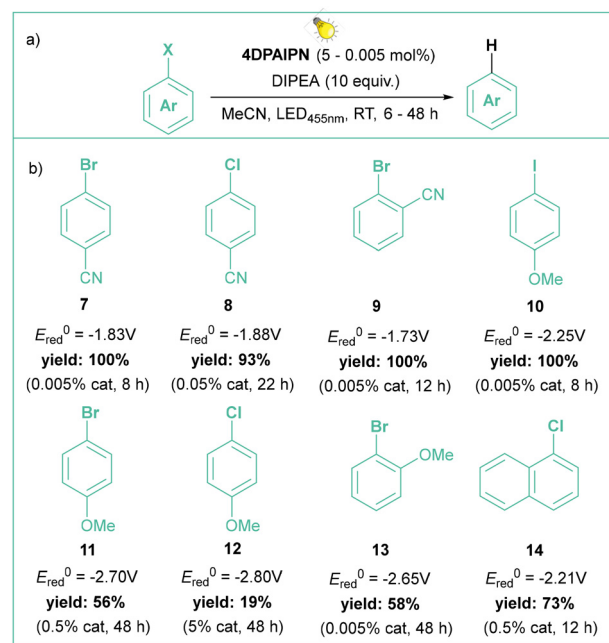 a)
X
Ar
4DPAIPN (5 - 0.005 mol%)
DIPEA (10 equiv.)
MeCN, LED455nm, RT, 6 - 48 h
H
Ar
b)
Br
CN
7
Ered0 = -1.83V
yield: 100%
(0.005% cat, 8 h)
Cl
CN
8
Ered0 = -1.88V
yield: 93%
(0.05% cat, 22 h)
Br
CN
9
Ered0 = -1.73V
yield: 100%
(0.005% cat, 12 h)
I
OMe
10
Ered0 = -2.25V
yield: 100%
(0.005% cat, 8 h)
Br
OMe
11
Ered0 = -2.70V
yield: 56%
(0.5% cat, 48 h)
Cl
OMe
12
Ered0 = -2.80V
yield: 19%
(5% cat, 48 h)
Br
OMe
13
Ered0 = -2.65V
yield: 58%
(0.005% cat, 48 h)
Cl
14
Ered0 = -2.21V
yield: 73%
(0.5% cat, 12 h)